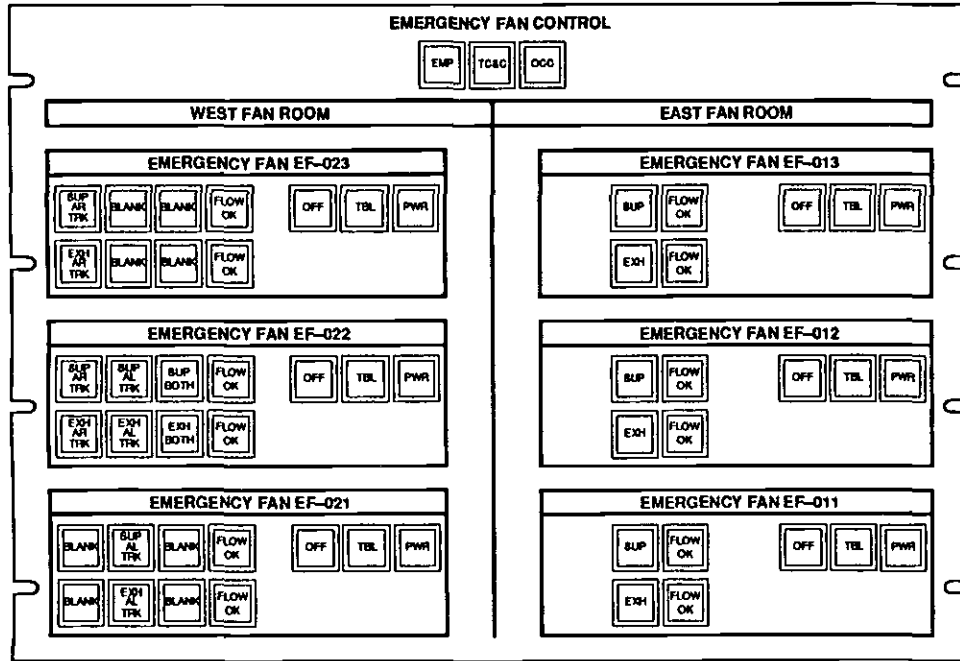 EMERGENCY FAN CONTROL
EMP TC&C OCC
WEST FAN ROOM
EAST FAN ROOM
EMERGENCY FAN EF-023
SUP AR TRK BLANK BLANK FLOW OK OFF TBL PWR
EXH AR TRK BLANK BLANK FLOW OK
EMERGENCY FAN EF-022
SUP AR TRK SUP AL TRK SUP BOTH FLOW OK OFF TBL PWR
EXH AR TRK EXH AL TRK EXH BOTH FLOW OK
EMERGENCY FAN EF-021
BLANK SUP AL TRK BLANK FLOW OK OFF TBL PWR
BLANK EXH AL TRK BLANK FLOW OK
EMERGENCY FAN EF-013
SUP FLOW OK OFF TBL PWR
EXH FLOW OK
EMERGENCY FAN EF-012
SUP FLOW OK OFF TBL PWR
EXH FLOW OK
EMERGENCY FAN EF-011
SUP FLOW OK OFF TBL PWR
EXH FLOW OK